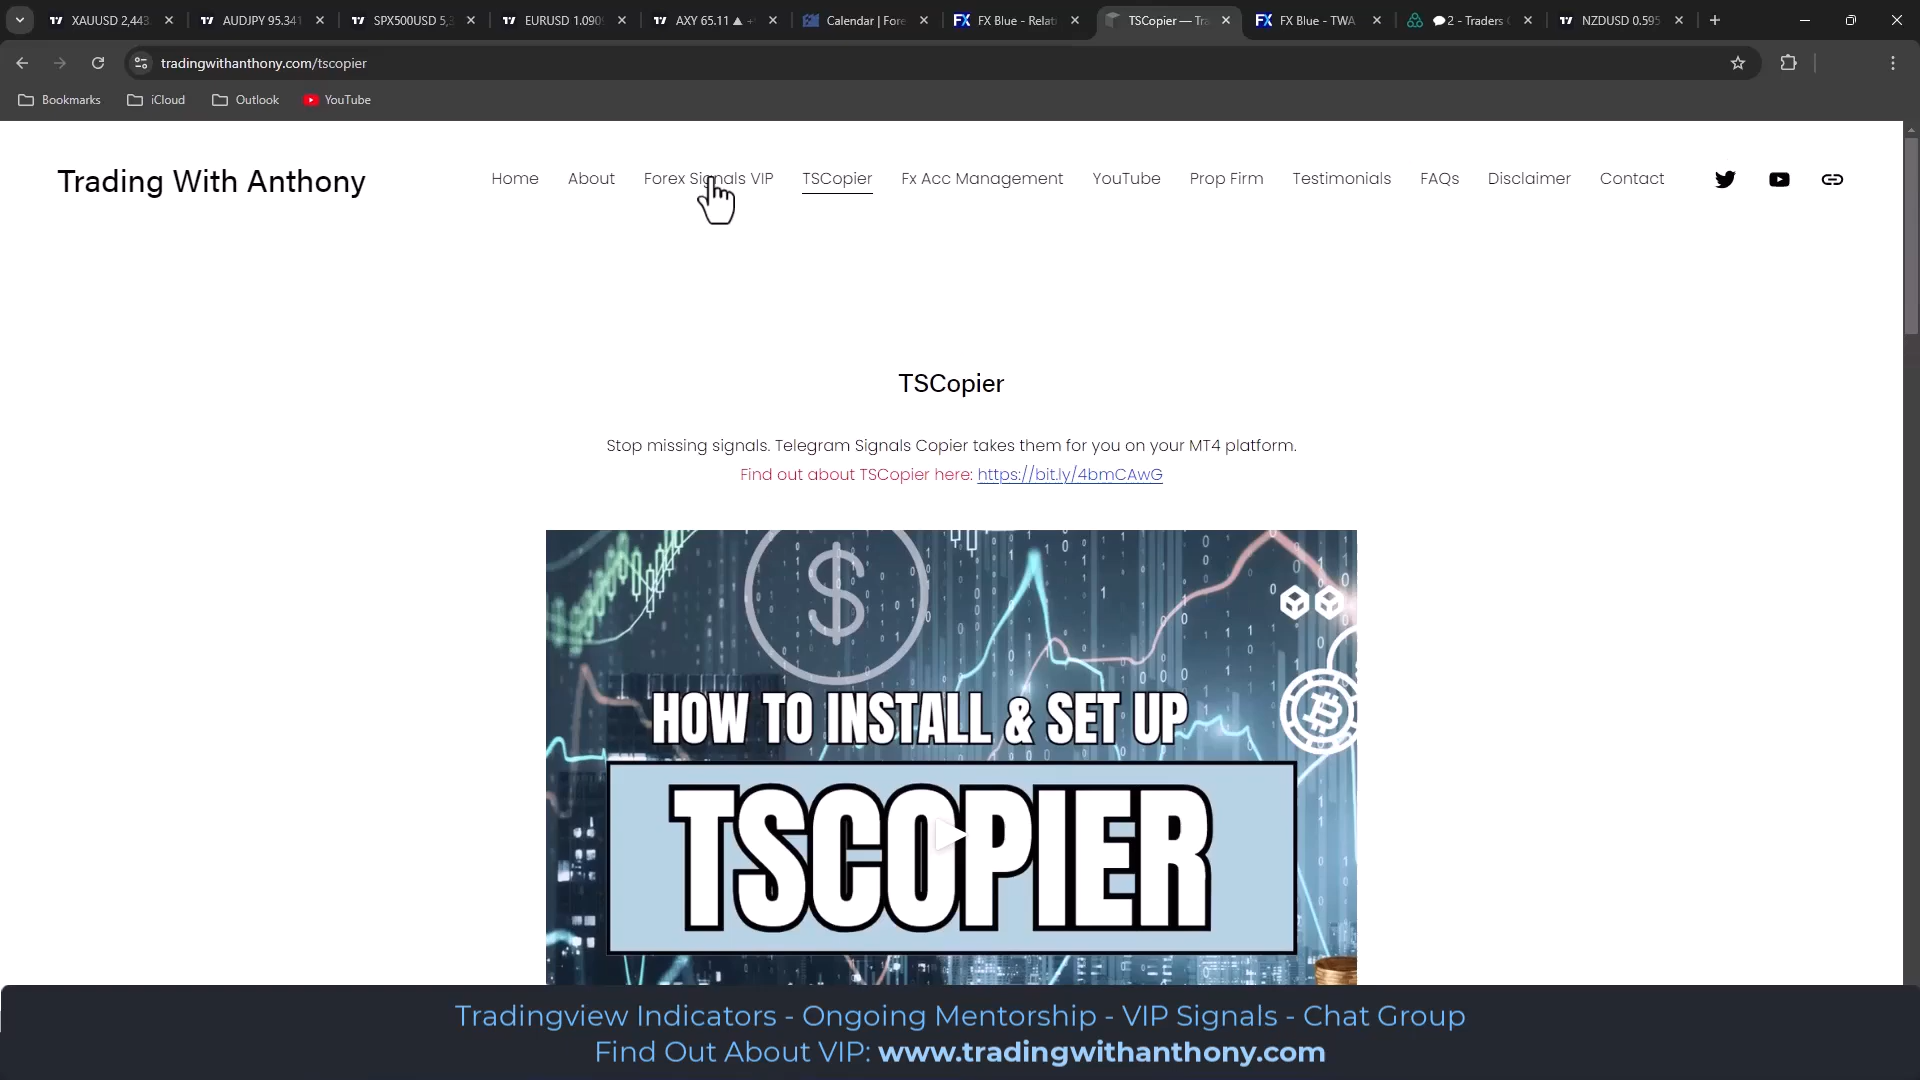 XAUUSD 2,443
AUDJPY 95.341
SPX500USD 5,3
EURUSD 1.0909
AXY 65.11 ▲ +
Calendar | Fore
FX Blue - Relati
TSCopier — Tra
FX Blue - TWA
2 - Traders
NZDUSD 0.595
tradingwithanthony.com/tscopier
Bookmarks
iCloud
Outlook
YouTube
Trading With Anthony
Home
About
Forex Signals VIP
TSCopier
Fx Acc Management
YouTube
Prop Firm
Testimonials
FAQs
Disclaimer
Contact
TSCopier
Stop missing signals. Telegram Signals Copier takes them for you on your MT4 platform.
Find out about TSCopier here: https://bit.ly/4bmCAwG
HOW TO INSTALL & SET UP
TSCOPIER
Tradingview Indicators - Ongoing Mentorship - VIP Signals - Chat Group
Find Out About VIP: www.tradingwithanthony.com